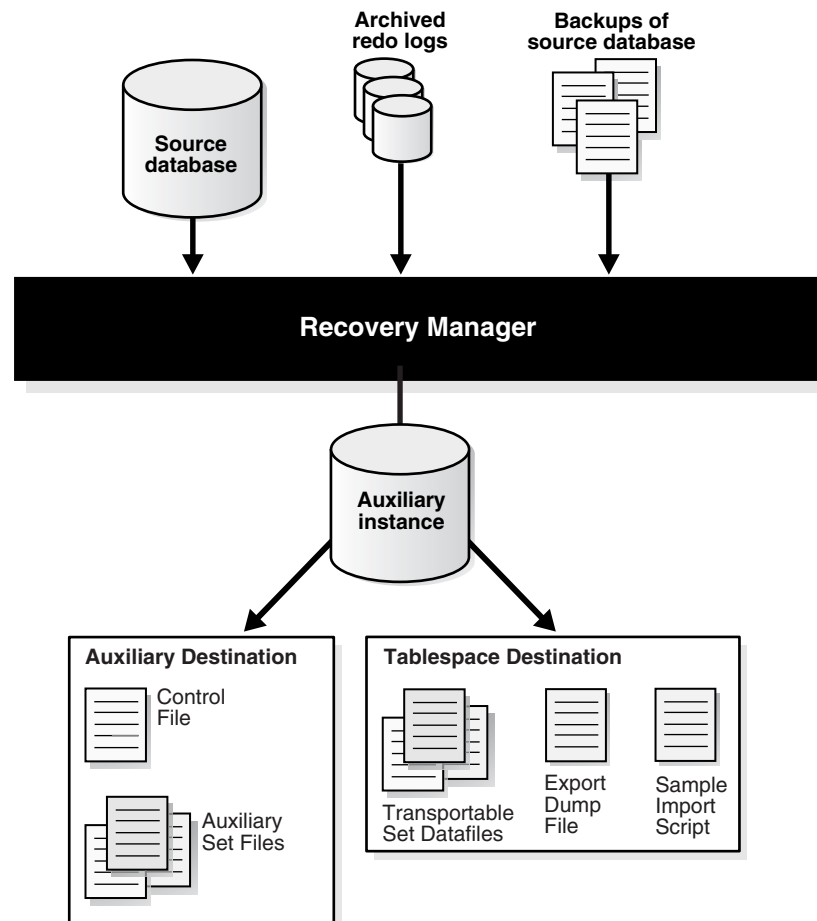 Archived
redo logs
Backups of
source database
Source
database
Recovery Manager
Auxiliary
instance
Auxiliary Destination
Control
File
Auxiliary
Set Files
Tablespace Destination
Transportable
Set Datafiles
Export
Dump
File
Sample
Import
Script